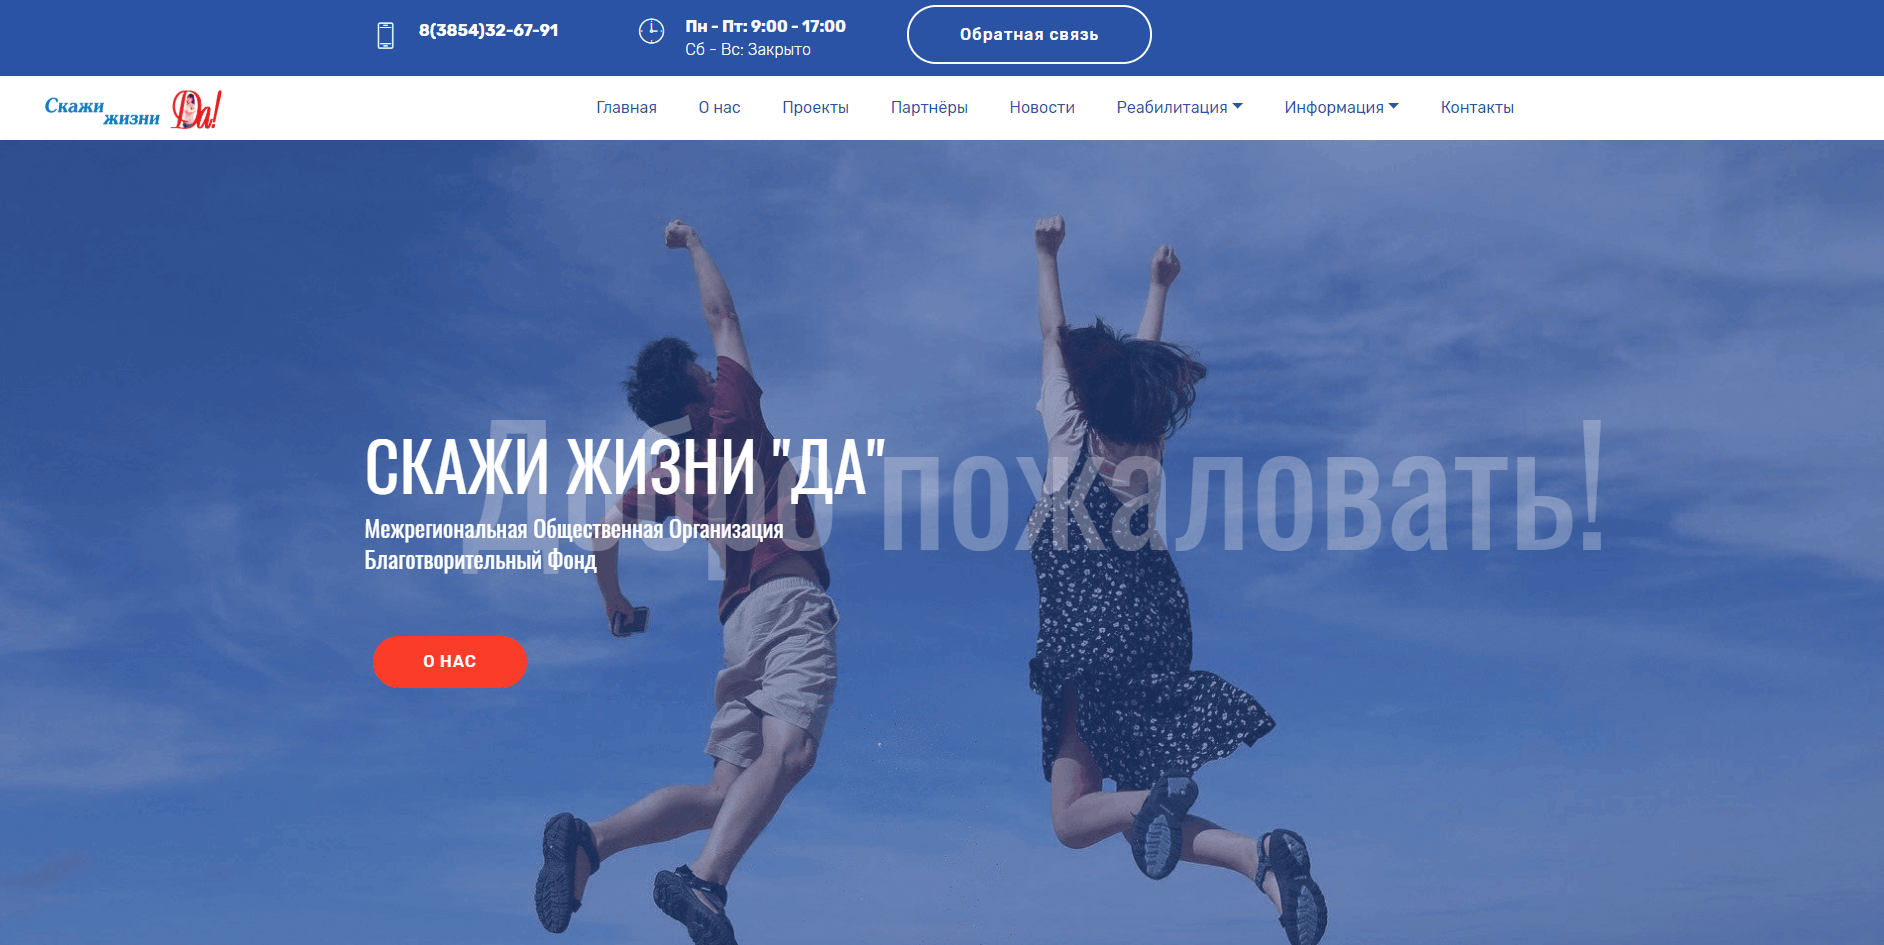 8(3854)32-67-91
Пн - Пт: 9:00 - 17:00
Сб - Вс: Закрыто
Обратная связь
Скажи
жизни Да!
Главная О нас Проекты Партнёры Новости Реабилитация Информация Контакты
Добро пожаловать!
СКАЖИ ЖИЗНИ "ДА"
Межрегиональная Общественная Организация
Благотворительный Фонд
О НАС